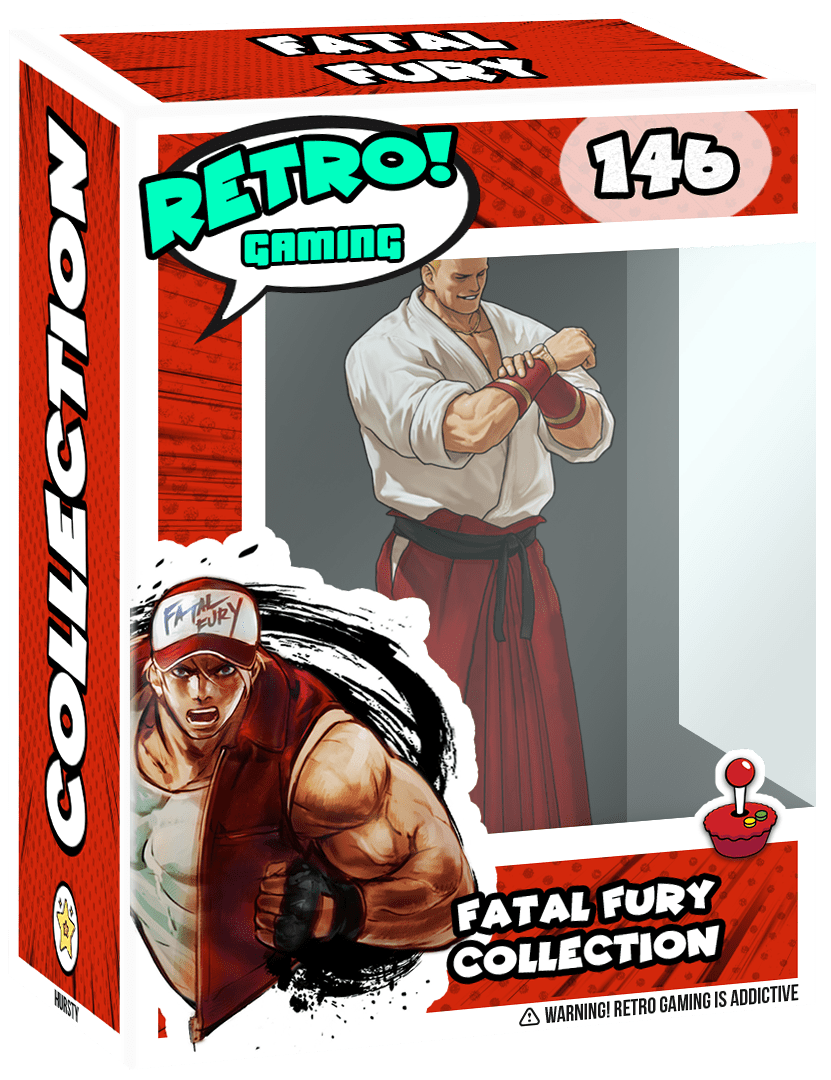 FATAL
FURY
RETRO!
GAMING
146
COLLECTION
FATAL
FURY
FATAL FURY
COLLECTION
HURSTY
WARNING! RETRO GAMING IS ADDICTIVE